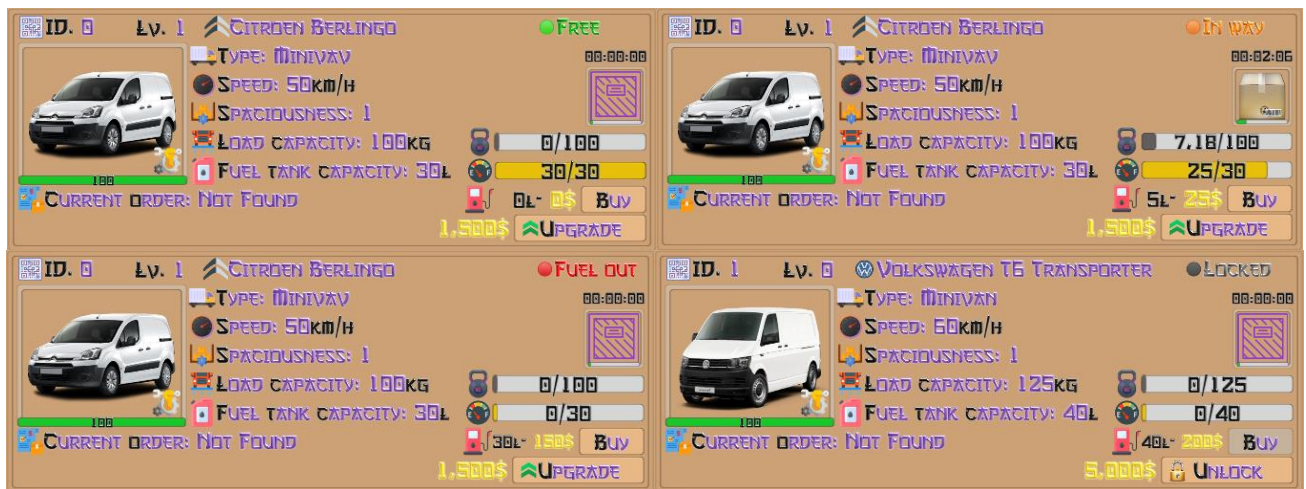 ID. 0 Lv. 1 Citroen Berlingo Free
Type: Minivav 00:00:00
Speed: 50km/h
Spaciousness: 1
Load capacity: 100kg 0/100
Fuel tank capacity: 30L 30/30
100
Current order: Not Found 0L- 0$ Buy
1,500$ Upgrade
ID. 0 Lv. 1 Citroen Berlingo In way
Type: Minivav 00:02:06
Speed: 50km/h
Spaciousness: 1
Load capacity: 100kg 7,18/100
Fuel tank capacity: 30L 25/30
100
Current order: Not Found 5L- 25$ Buy
1,500$ Upgrade
ID. 0 Lv. 1 Citroen Berlingo Fuel out
Type: Minivav 00:00:00
Speed: 50km/h
Spaciousness: 1
Load capacity: 100kg 0/100
Fuel tank capacity: 30L 0/30
100
Current order: Not Found 30L- 150$ Buy
1,500$ Upgrade
ID. 1 Lv. 0 Volkswagen T6 Transporter Locked
Type: Minivan 00:00:00
Speed: 60km/h
Spaciousness: 1
Load capacity: 125kg 0/125
Fuel tank capacity: 40L 0/40
100
Current order: Not Found 40L- 200$ Buy
5,000$ Unlock